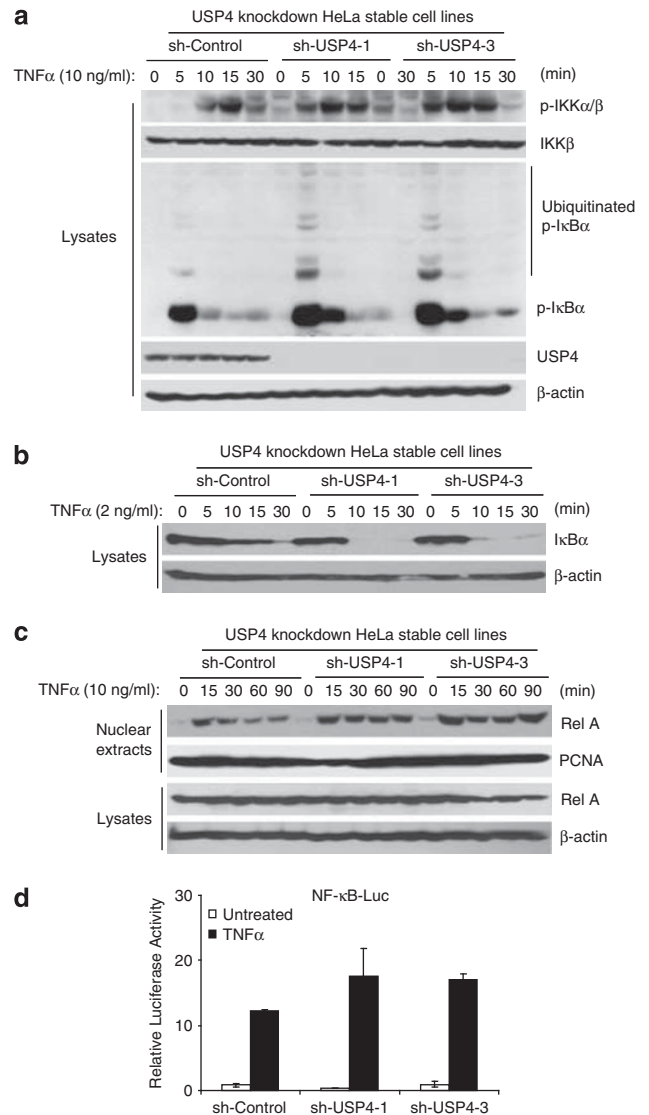 a
USP4 knockdown HeLa stable cell lines
sh-Control sh-USP4-1 sh-USP4-3
TNFα (10 ng/ml): 0 5 10 15 30 0 5 10 15 0 30 5 10 15 30 (min)
p-IKKα/β
IKKβ
Ubiquitinated
p-IκBα
Lysates
p-IκBα
USP4
β-actin
b
USP4 knockdown HeLa stable cell lines
sh-Control sh-USP4-1 sh-USP4-3
TNFα (2 ng/ml): 0 5 10 15 30 0 5 10 15 30 0 5 10 15 30 (min)
Lysates
IκBα
β-actin
c
USP4 knockdown HeLa stable cell lines
sh-Control sh-USP4-1 sh-USP4-3
TNFα (10 ng/ml): 0 15 30 60 90 0 15 30 60 90 0 15 30 60 90 (min)
Nuclear
extracts
Rel A
PCNA
Lysates
Rel A
β-actin
d
NF-κB-Luc
Relative Luciferase Activity
30
20
10
0
Untreated
TNFα
sh-Control sh-USP4-1 sh-USP4-3